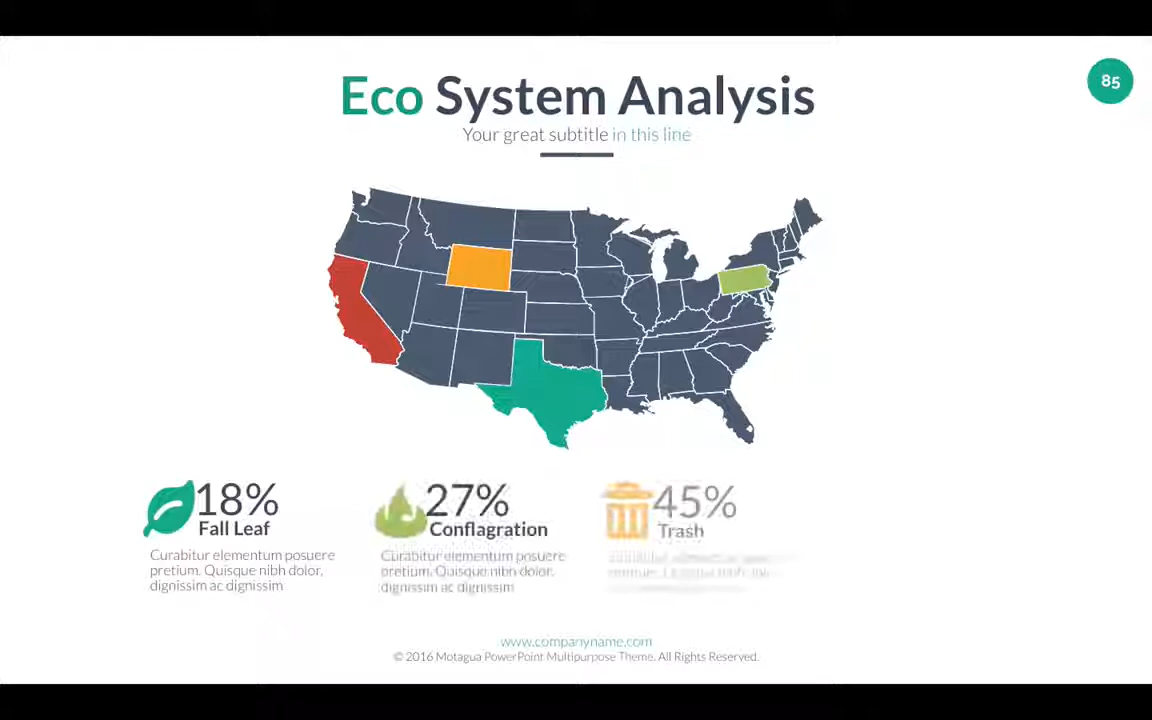 85
Eco System Analysis
Your great subtitle in this line
18%
Fall Leaf
Curabitur elementum posuere
pretium. Quisque nibh dolor,
dignissim ac dignissim
27%
Conflagration
Curabitur elementum posuere
pretium. Quisque nibh dolor,
dignissim ac dignissim
45%
Trash
www.companyname.com
© 2016 Motagua PowerPoint Multipurpose Theme. All Rights Reserved.